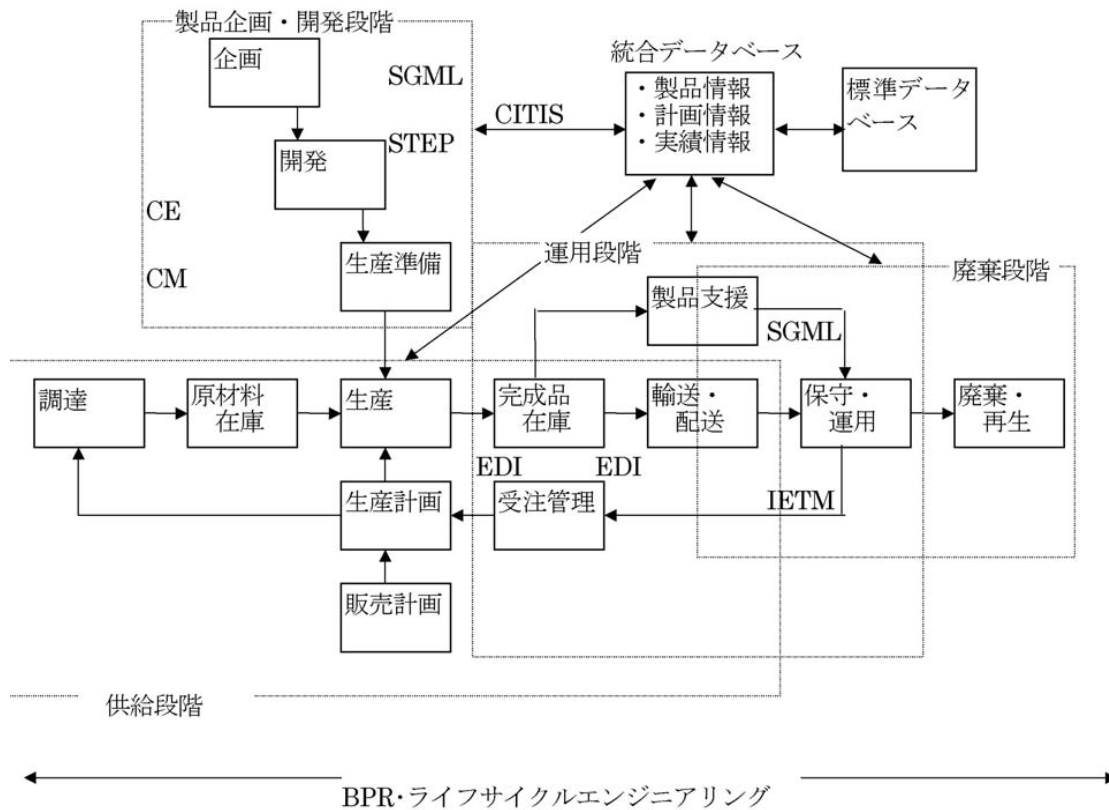 製品企画・開発段階
企画
SGML
統合データベース
・製品情報
・計画情報
・実績情報
標準データ
ベース
CITIS
STEP
開発
CE
CM
生産準備
運用段階
廃棄段階
製品支援
SGML
調達
原材料
在庫
生産
完成品
在庫
輸送・
配送
保守・
運用
廃棄・
再生
EDI
EDI
生産計画
受注管理
IETM
販売計画
供給段階
BPR・ライフサイクルエンジニアリング